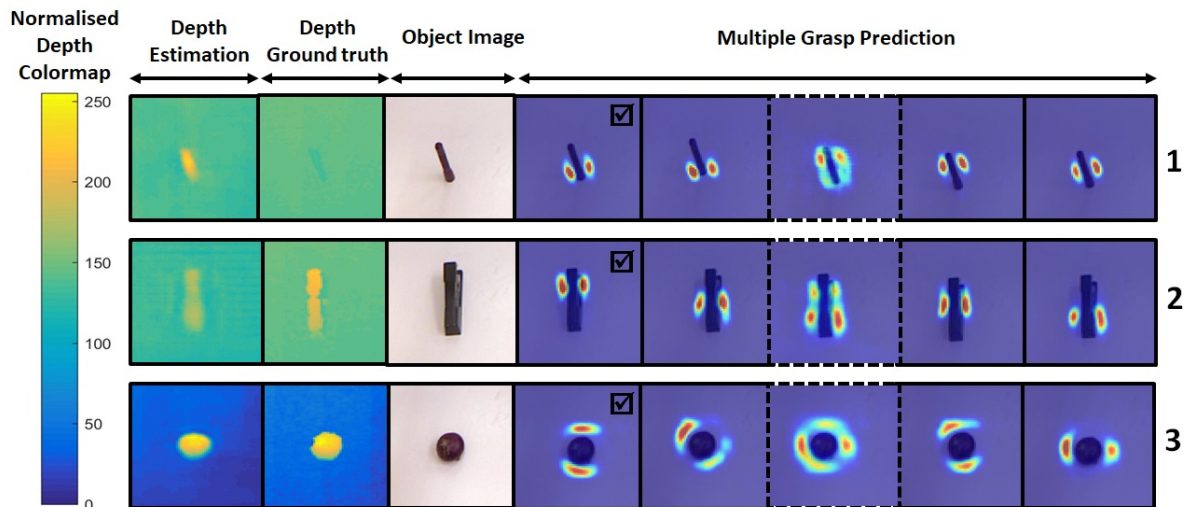 Normalised
Depth
Colormap
Depth
Estimation
Depth
Ground truth
Object Image
Multiple Grasp Prediction
250
200
150
100
50
0
1
2
3